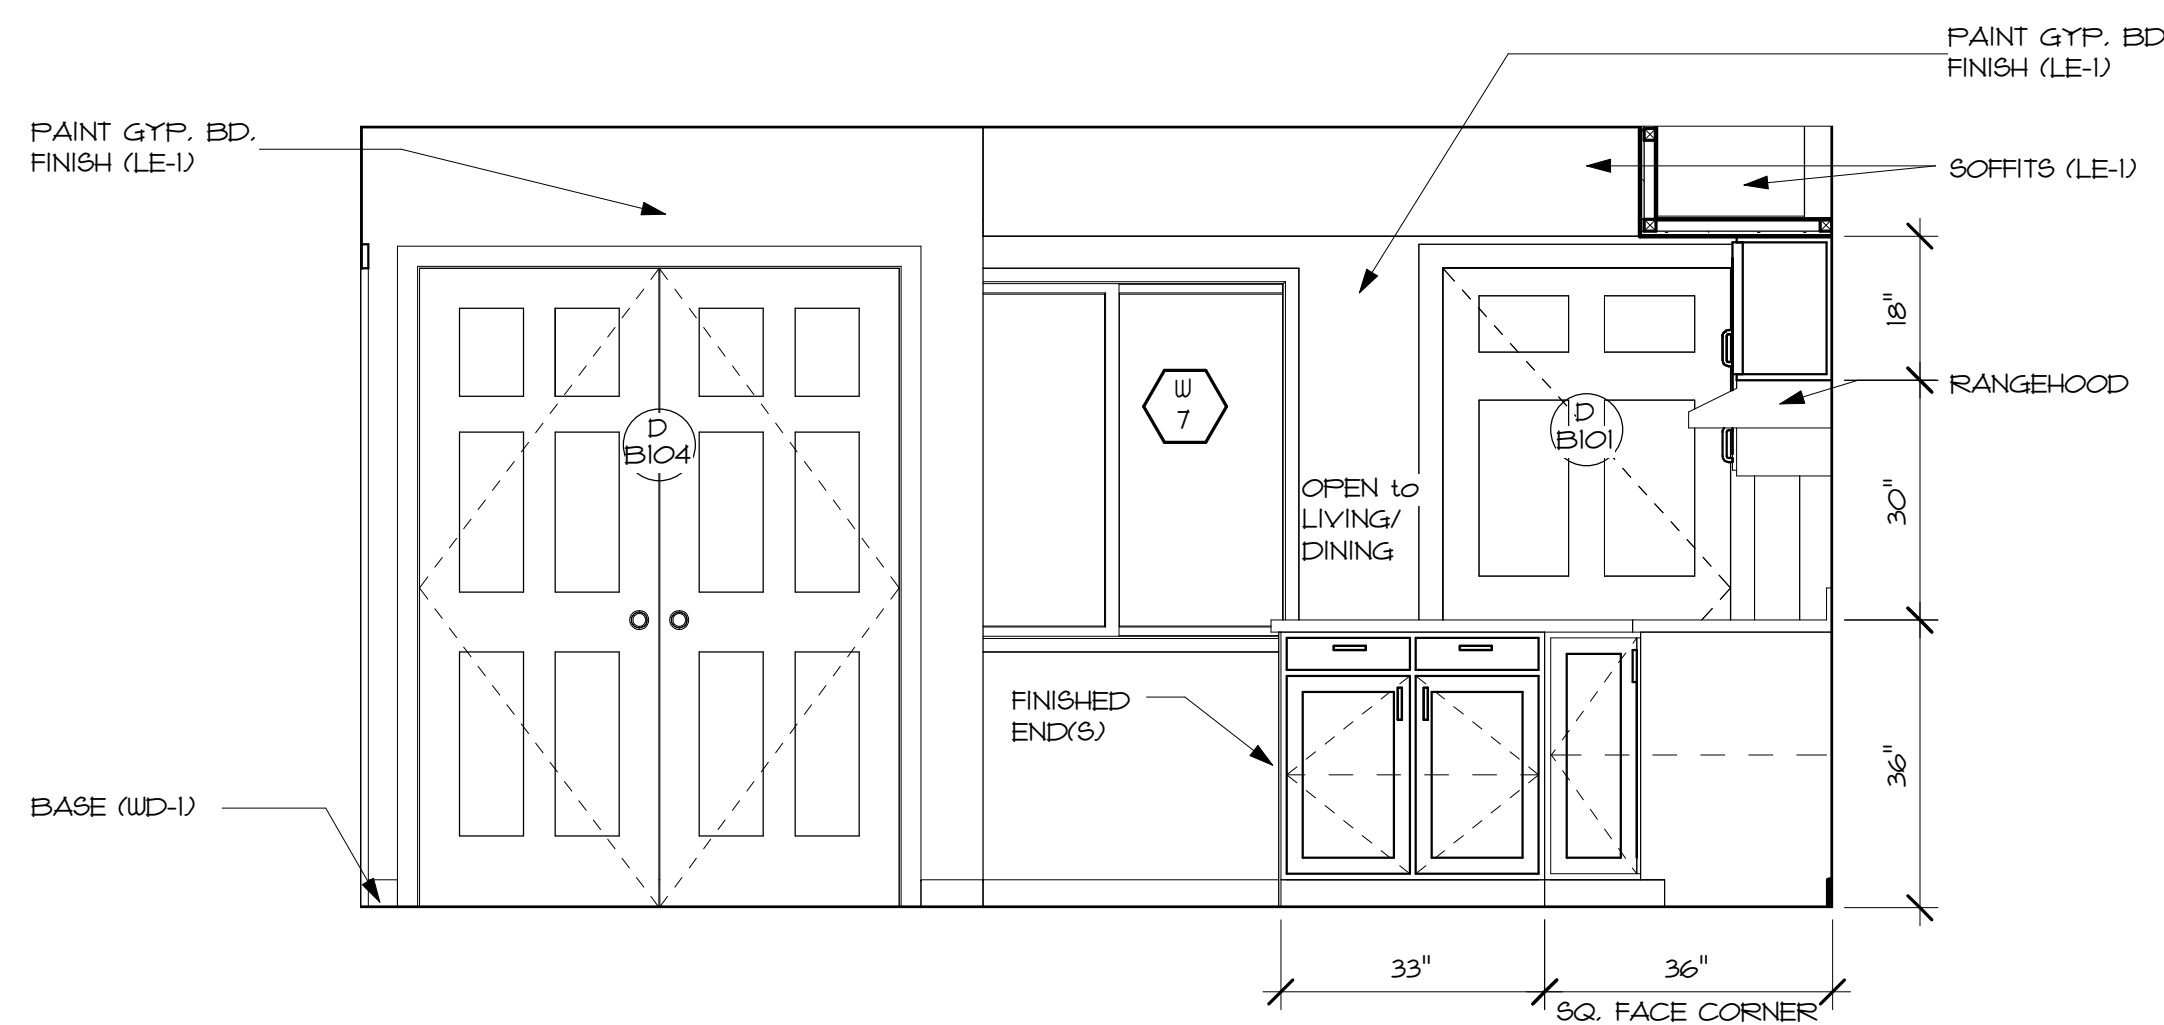 PAINT GYP. BD
FINISH (LE-1)
PAINT GYP. BD.
FINISH (LE-1)
SOFFITS (LE-1)
18"
RANGEHOOD
W
7
D
B101
D
B104
OPEN to
LIVING/
DINING
30"
FINISHED
END(S)
36"
BASE (WD-1)
33"
36"
SQ. FACE CORNER